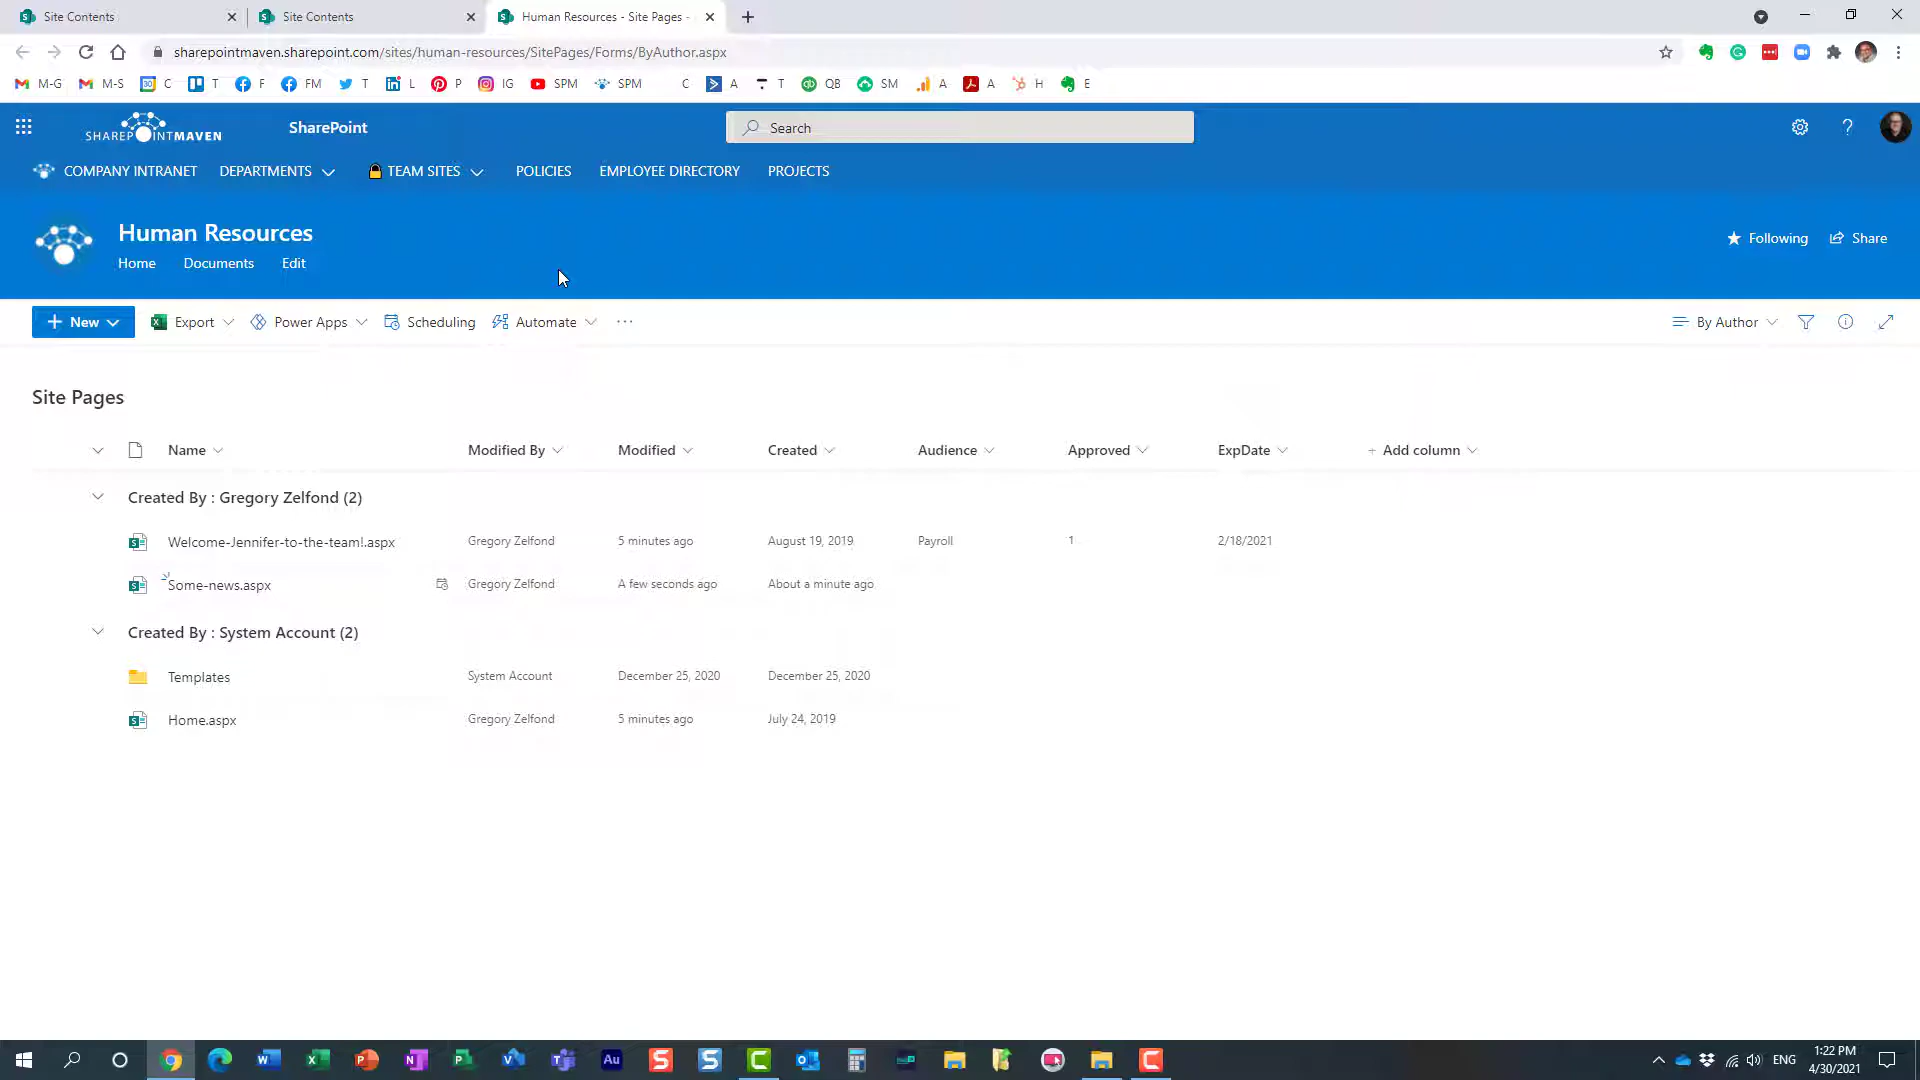 Site Contents
Site Contents
Human Resources - Site Pages -
sharepointmaven.sharepoint.com/sites/human-resources/SitePages/Forms/ByAuthor.aspx
M-G M-S C T F FM T L P IG SPM SPM C A T QB SM A A H E
SHAREPOINTMAVEN SharePoint Search
COMPANY INTRANET DEPARTMENTS TEAM SITES POLICIES EMPLOYEE DIRECTORY PROJECTS
Human Resources
Following Share
Home Documents Edit
+ New Export Power Apps Scheduling Automate ... By Author
Site Pages
Name Modified By Modified Created Audience Approved ExpDate + Add column
Created By : Gregory Zelfond (2)
Welcome-Jennifer-to-the-team!.aspx Gregory Zelfond 5 minutes ago August 19, 2019 Payroll 1 2/18/2021
Some-news.aspx Gregory Zelfond A few seconds ago About a minute ago
Created By : System Account (2)
Templates System Account December 25, 2020 December 25, 2020
Home.aspx Gregory Zelfond 5 minutes ago July 24, 2019
ENG 1:22 PM
4/30/2021